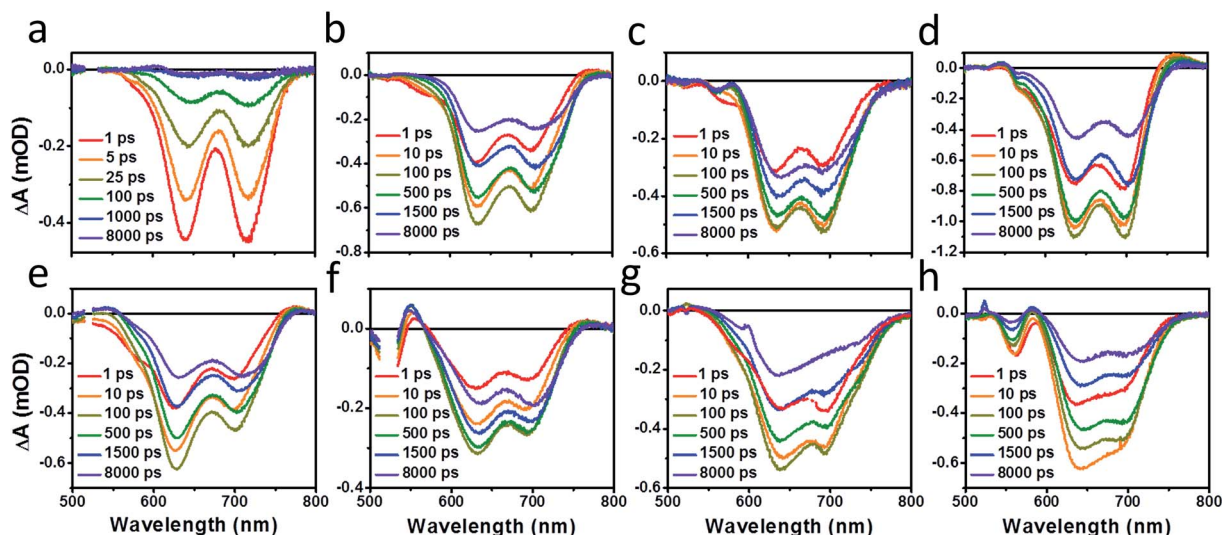 a
0.0
-0.2
-0.4
ΔA (mOD)
1 ps
5 ps
25 ps
100 ps
1000 ps
8000 ps
b
0.0
-0.2
-0.4
-0.6
-0.8
1 ps
10 ps
100 ps
500 ps
1500 ps
8000 ps
c
0.0
-0.2
-0.4
-0.6
1 ps
10 ps
100 ps
500 ps
1500 ps
8000 ps
d
0.0
-0.2
-0.4
-0.6
-0.8
-1.0
-1.2
1 ps
10 ps
100 ps
500 ps
1500 ps
8000 ps
e
0.0
-0.2
-0.4
-0.6
ΔA (mOD)
1 ps
10 ps
100 ps
500 ps
1500 ps
8000 ps
500 600 700 800
Wavelength (nm)
f
0.0
-0.2
-0.4
1 ps
10 ps
100 ps
500 ps
1500 ps
8000 ps
500 600 700 800
Wavelength (nm)
g
0.0
-0.2
-0.4
-0.6
1 ps
10 ps
100 ps
500 ps
1500 ps
8000 ps
500 600 700 800
Wavelength (nm)
h
0.0
-0.2
-0.4
-0.6
1 ps
10 ps
100 ps
500 ps
1500 ps
8000 ps
500 600 700 800
Wavelength (nm)